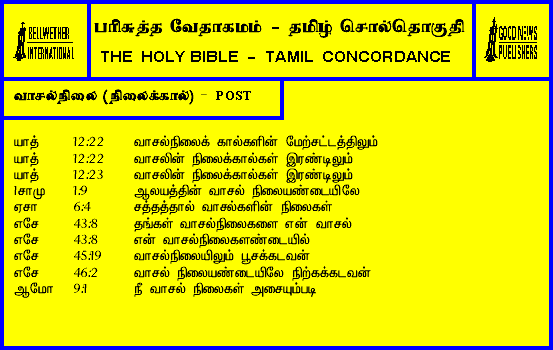 BELLWETHER
INTERNATIONAL
பரிசுத்த வேதாகமம் - தமிழ் சொல்தொகுதி
THE HOLY BIBLE - TAMIL CONCORDANCE
GOOD NEWS
PUBLISHERS
வாசல்நிலை (நிலைக்கால்) - POST
யாத் 12:22 வாசல்நிலைக் கால்களின் மேற்சட்டத்திலும்
யாத் 12:22 வாசலின் நிலைக்கால்கள் இரண்டிலும்
யாத் 12:23 வாசலின் நிலைக்கால்கள் இரண்டிலும்
1சாமு 1:9 ஆலயத்தின் வாசல் நிலையண்டையிலே
ஏசா 6:4 சத்தத்தால் வாசல்களின் நிலைகள்
எசே 43:8 தங்கள் வாசல்நிலைகளை என் வாசல்
எசே 43:8 என் வாசல்நிலைகளண்டையில்
எசே 45:19 வாசல்நிலையிலும் பூசக்கடவன்
எசே 46:2 வாசல் நிலையண்டையிலே நிற்கக்கடவன்
ஆமோ 9:1 நீ வாசல் நிலைகள் அசையும்படி